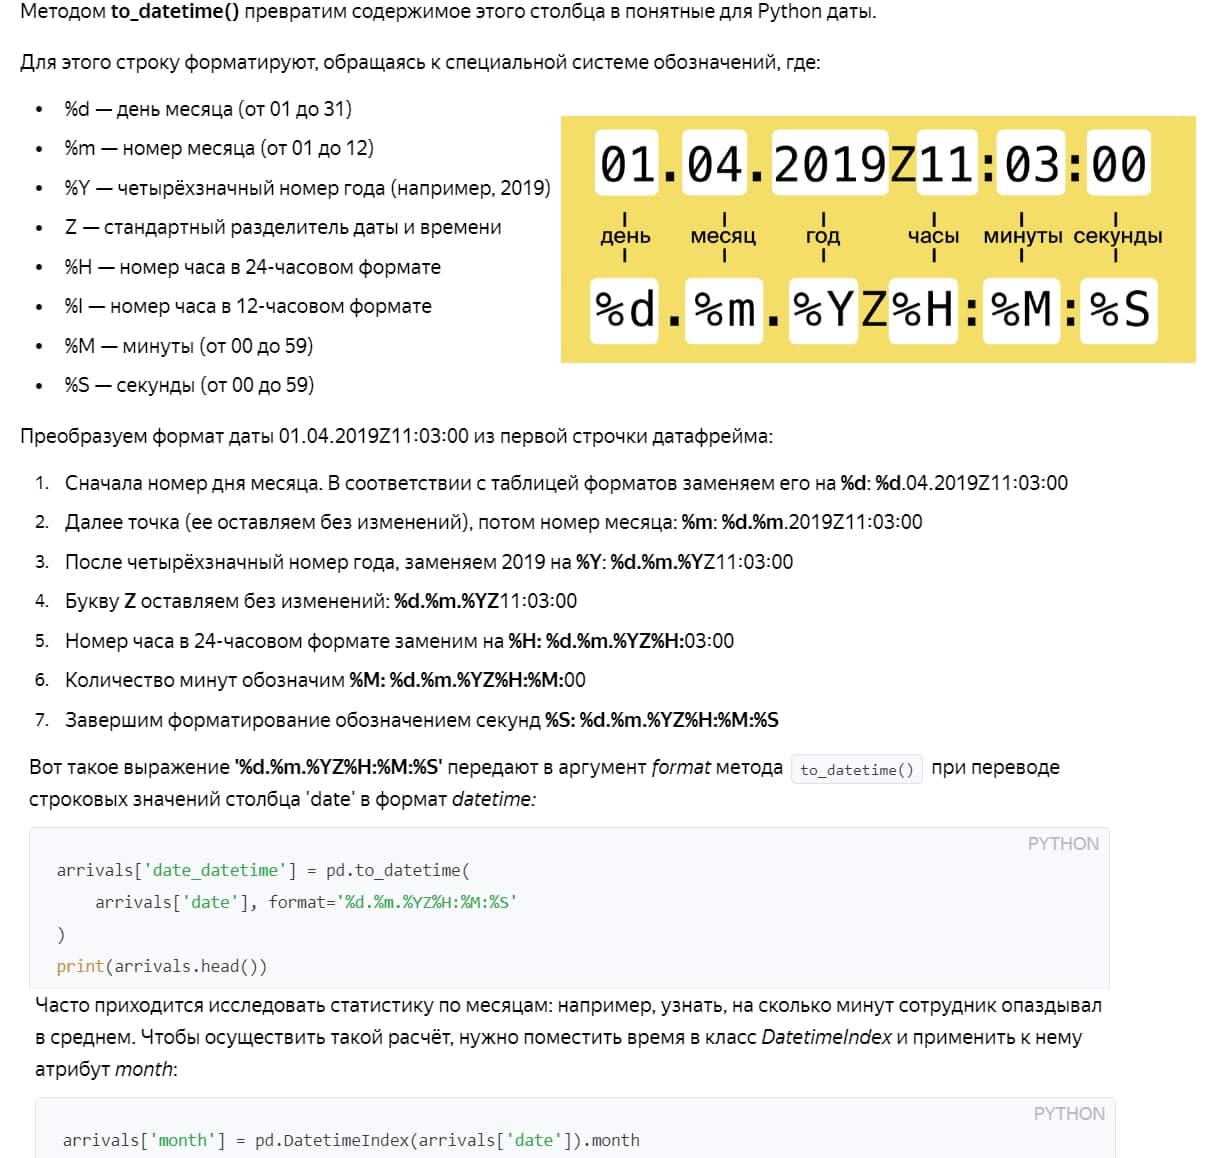 Методом to_datetime() превратим содержимое этого столбца в понятные для Python даты.
Для этого строку форматируют, обращаясь к специальной системе обозначений, где:
• %d — день месяца (от 01 до 31)
• %m — номер месяца (от 01 до 12)
• %Y — четырёхзначный номер года (например, 2019)
• Z — стандартный разделитель даты и времени
• %H — номер часа в 24-часовом формате
• %I — номер часа в 12-часовом формате
• %M — минуты (от 00 до 59)
• %S — секунды (от 00 до 59)
01.04.2019Z11:03:00
день месяц год часы минуты секунды
%d.%m.%YZ%H:%M:%S
Преобразуем формат даты 01.04.2019Z11:03:00 из первой строчки датафрейма:
1. Сначала номер дня месяца. В соответствии с таблицей форматов заменяем его на %d: %d.04.2019Z11:03:00
2. Далее точка (ее оставляем без изменений), потом номер месяца: %m: %d.%m.2019Z11:03:00
3. После четырёхзначный номер года, заменяем 2019 на %Y: %d.%m.%YZ11:03:00
4. Букву Z оставляем без изменений: %d.%m.%YZ11:03:00
5. Номер часа в 24-часовом формате заменим на %H: %d.%m.%YZ%H:03:00
6. Количество минут обозначим %M: %d.%m.%YZ%H:%M:00
7. Завершим форматирование обозначением секунд %S: %d.%m.%YZ%H:%M:%S
Вот такое выражение '%d.%m.%YZ%H:%M:%S' передают в аргумент format метода to_datetime() при переводе
строковых значений столбца 'date' в формат datetime:
PYTHON
arrivals['date_datetime'] = pd.to_datetime(
    arrivals['date'], format='%d.%m.%YZ%H:%M:%S'
)
print(arrivals.head())
Часто приходится исследовать статистику по месяцам: например, узнать, на сколько минут сотрудник опаздывал
в среднем. Чтобы осуществить такой расчёт, нужно поместить время в класс DatetimeIndex и применить к нему
атрибут month:
PYTHON
arrivals['month'] = pd.DatetimeIndex(arrivals['date']).month